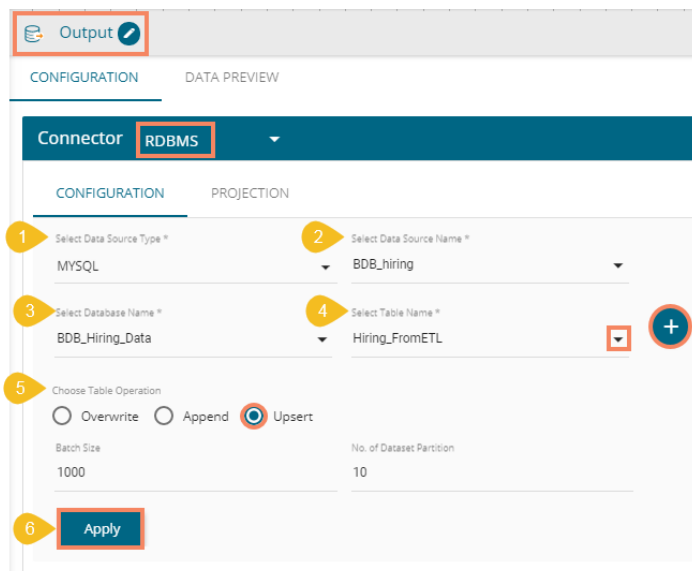 Output
CONFIGURATION DATA PREVIEW
Connector RDBMS
CONFIGURATION PROJECTION
1 Select Data Source Type * 2 Select Data Source Name *
MYSQL BDB_hiring
3 Select Database Name * 4 Select Table Name *
BDB_Hiring_Data Hiring_FromETL +
5 Choose Table Operation
Overwrite Append Upsert
Batch Size No. of Dataset Partition
1000 10
6 Apply